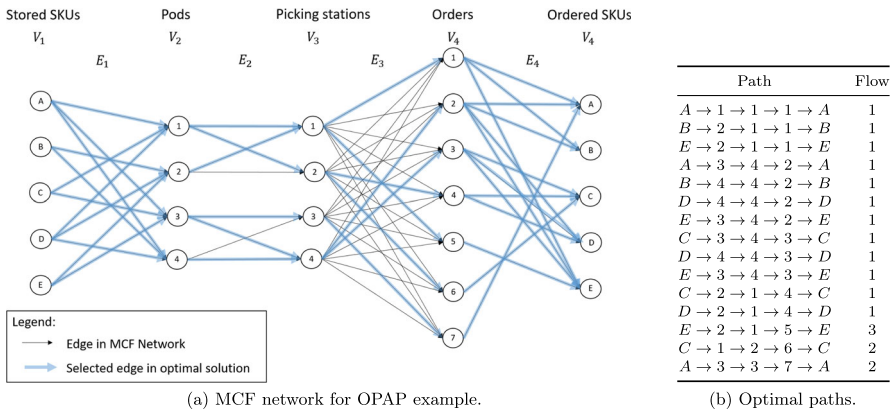 Stored SKUs Pods Picking stations Orders Ordered SKUs
V₁ V₂ V₃ V₄ V₄
E₁ E₂ E₃ E₄
1
A 2 A
1 1
B 3 B
2 2
C 4 C
3 3
D 5 D
4 4
E 6 E
7
Legend:
Edge in MCF Network
Selected edge in optimal solution
(a) MCF network for OPAP example.
Path Flow
A → 1 → 1 → 1 → A 1
B → 2 → 1 → 1 → B 1
E → 2 → 1 → 1 → E 1
A → 3 → 4 → 2 → A 1
B → 4 → 4 → 2 → B 1
D → 4 → 4 → 2 → D 1
E → 3 → 4 → 2 → E 1
C → 3 → 4 → 3 → C 1
D → 4 → 4 → 3 → D 1
E → 3 → 4 → 3 → E 1
C → 2 → 1 → 4 → C 1
D → 2 → 1 → 4 → D 1
E → 2 → 1 → 5 → E 3
C → 1 → 2 → 6 → C 2
A → 3 → 3 → 7 → A 2
(b) Optimal paths.